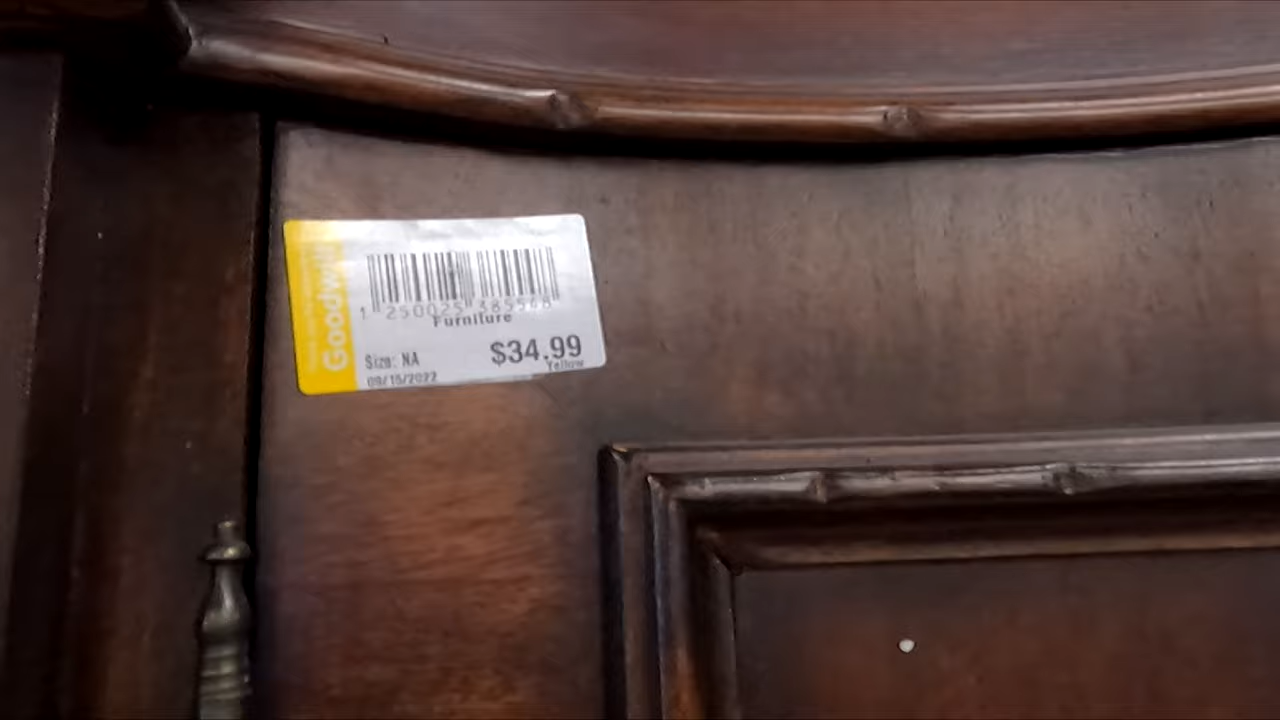 Goodwill
1 250025 385568
Furniture
$34.99
Size: NA
Yellow
09/15/2022